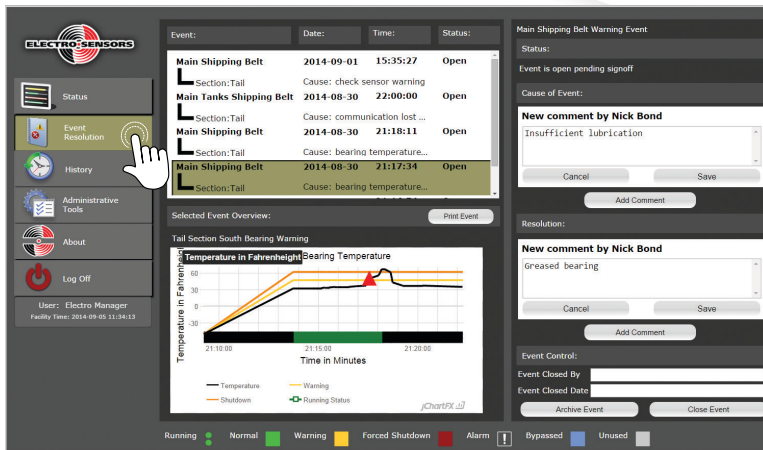 ELECTRO-SENSORS
Status
Event
Resolution
History
Administrative
Tools
About
Log Off
User: Electro Manager
Facility Time: 2014-09-05 11:34:13
Event: Date: Time: Status:
Main Shipping Belt 2014-09-01 15:35:27 Open
Section:Tail Cause: check sensor warning
Main Tanks Shipping Belt 2014-08-30 22:00:00 Open
Section:Tail Cause: communication lost ...
Main Shipping Belt 2014-08-30 21:18:11 Open
Section:Tail Cause: bearing temperature...
Main Shipping Belt 2014-08-30 21:17:34 Open
Section:Tail Cause: bearing temperature...
Selected Event Overview: Print Event
Tail Section South Bearing Warning
Temperature in Fahrenheight Bearing Temperature
Temperature in Fahrenheigh
60
30
0
-30
21:10:00 21:15:00 21:20:00
Time in Minutes
Temperature Warning
Shutdown Running Status
jChartFX
Main Shipping Belt Warning Event
Status:
Event is open pending signoff
Cause of Event:
New comment by Nick Bond
Insufficient lubrication
Cancel Save
Add Comment
Resolution:
New comment by Nick Bond
Greased bearing
Cancel Save
Add Comment
Event Control:
Event Closed By
Event Closed Date
Archive Event Close Event
Running Normal Warning Forced Shutdown Alarm ! Bypassed Unused